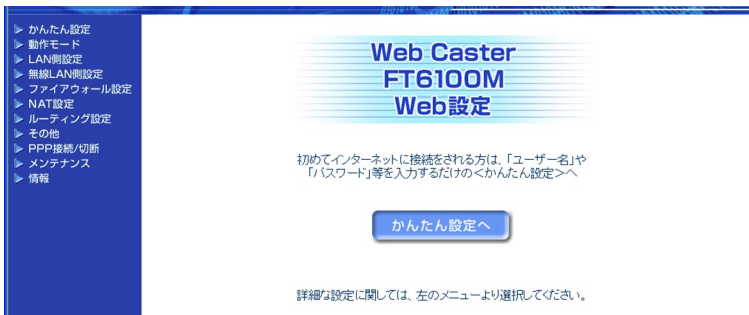 かんたん設定
動作モード
LAN側設定
無線LAN側設定
ファイアウォール設定
NAT設定
ルーティング設定
その他
PPP接続/切断
メンテナンス
情報
Web Caster
FT6100M
Web設定
初めてインターネットに接続をされる方は、「ユーザー名」や
「パスワード」等を入力するだけの<かんたん設定>へ
かんたん設定へ
詳細な設定に関しては、左のメニューより選択してください。